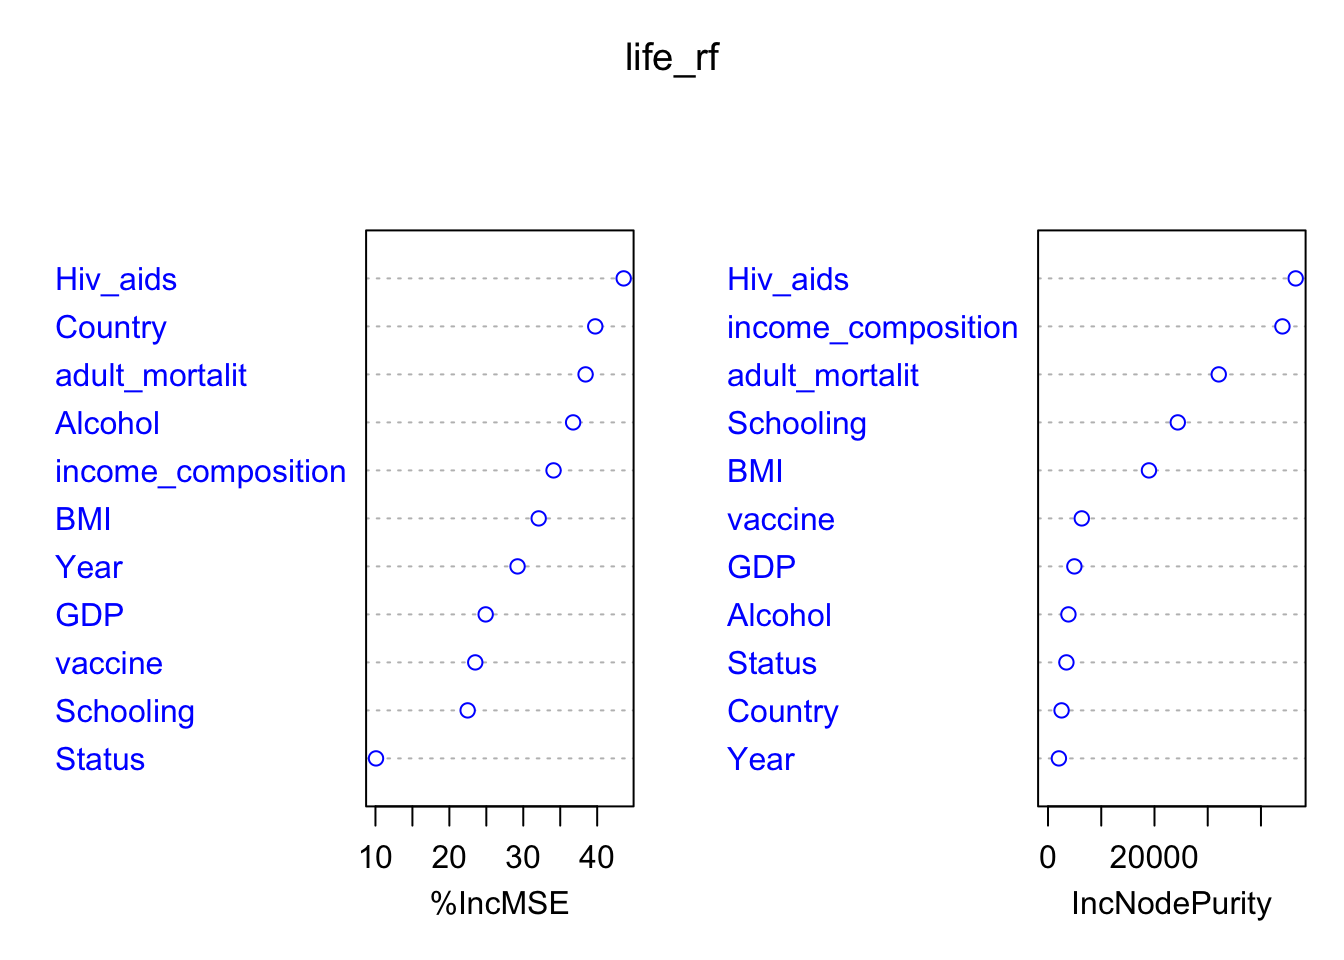 life_rf
Hiv_aids
Country
adult_mortalit
Alcohol
income_composition
BMI
Year
GDP
vaccine
Schooling
Status
10 20 30 40
%IncMSE
Hiv_aids
income_composition
adult_mortalit
Schooling
BMI
vaccine
GDP
Alcohol
Status
Country
Year
0 20000
IncNodePurity